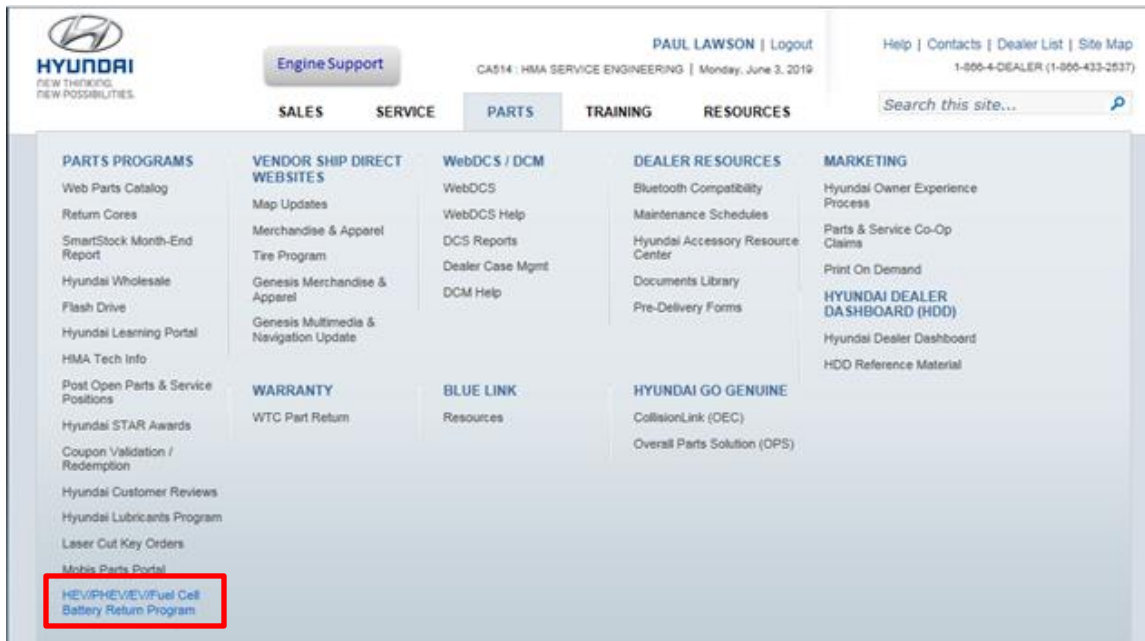 HYUNDAI
NEW THINKING.
NEW POSSIBILITIES.
Engine Support
PAUL LAWSON | Logout
CA514 : HMA SERVICE ENGINEERING | Monday, June 3, 2019
Help | Contacts | Dealer List | Site Map
1-866-4-DEALER (1-866-433-2537)
Search this site...
SALES SERVICE PARTS TRAINING RESOURCES
PARTS PROGRAMS
Web Parts Catalog
Return Cores
SmartStock Month-End
Report
Hyundai Wholesale
Flash Drive
Hyundai Learning Portal
HMA Tech Info
Post Open Parts & Service
Positions
Hyundai STAR Awards
Coupon Validation /
Redemption
Hyundai Customer Reviews
Hyundai Lubricants Program
Laser Cut Key Orders
Mobis Parts Portal
HEV/PHEV/EV/Fuel Cell
Battery Return Program
VENDOR SHIP DIRECT
WEBSITES
Map Updates
Merchandise & Apparel
Tire Program
Genesis Merchandise &
Apparel
Genesis Multimedia &
Navigation Update
WARRANTY
WTC Part Return
WebDCS / DCM
WebDCS
WebDCS Help
DCS Reports
Dealer Case Mgmt
DCM Help
BLUE LINK
Resources
DEALER RESOURCES
Bluetooth Compatibility
Maintenance Schedules
Hyundai Accessory Resource
Center
Documents Library
Pre-Delivery Forms
HYUNDAI GO GENUINE
CollisionLink (OEC)
Overall Parts Solution (OPS)
MARKETING
Hyundai Owner Experience
Process
Parts & Service Co-Op
Claims
Print On Demand
HYUNDAI DEALER
DASHBOARD (HDD)
Hyundai Dealer Dashboard
HDD Reference Material